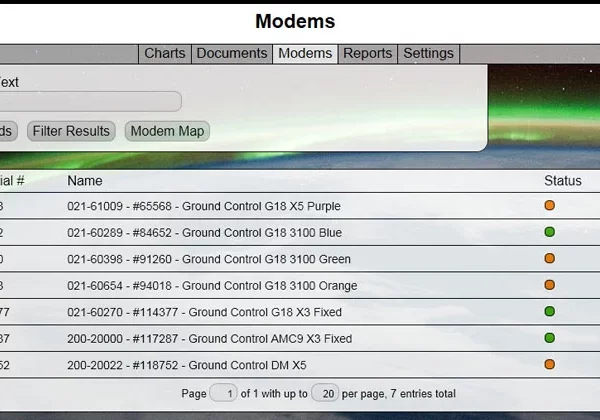 Modems
Charts Documents Modems Reports Settings
ext
ds Filter Results Modem Map
ial # Name Status
3 021-61009 - #65568 - Ground Control G18 X5 Purple
2 021-60289 - #84652 - Ground Control G18 3100 Blue
0 021-60398 - #91260 - Ground Control G18 3100 Green
3 021-60654 - #94018 - Ground Control G18 3100 Orange
77 021-60270 - #114377 - Ground Control G18 X3 Fixed
37 200-20000 - #117287 - Ground Control AMC9 X3 Fixed
52 200-20022 - #118752 - Ground Control DM X5
Page 1 of 1 with up to 20 per page, 7 entries total